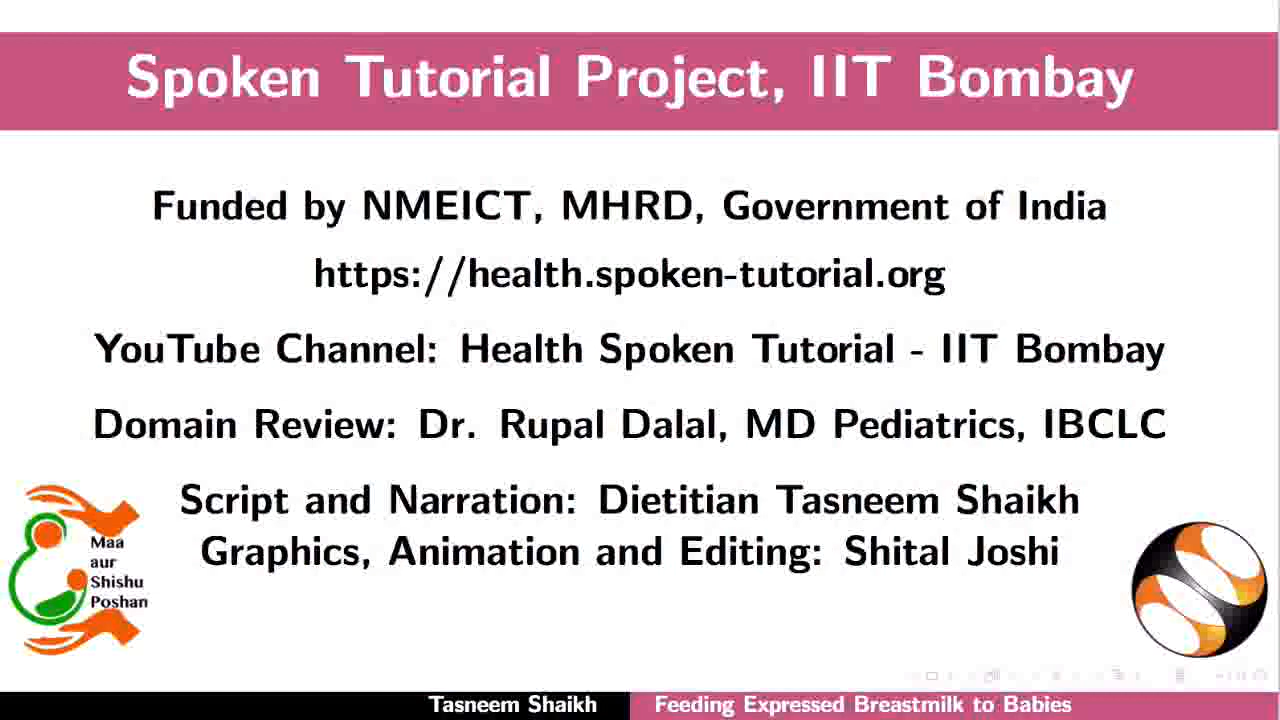 Spoken Tutorial Project, IIT Bombay
Funded by NMEICT, MHRD, Government of India
https://health.spoken-tutorial.org
YouTube Channel: Health Spoken Tutorial - IIT Bombay
Domain Review: Dr. Rupal Dalal, MD Pediatrics, IBCLC
Script and Narration: Dietitian Tasneem Shaikh
Graphics, Animation and Editing: Shital Joshi
Maa
aur
Shishu
Poshan
Tasneem Shaikh
Feeding Expressed Breastmilk to Babies